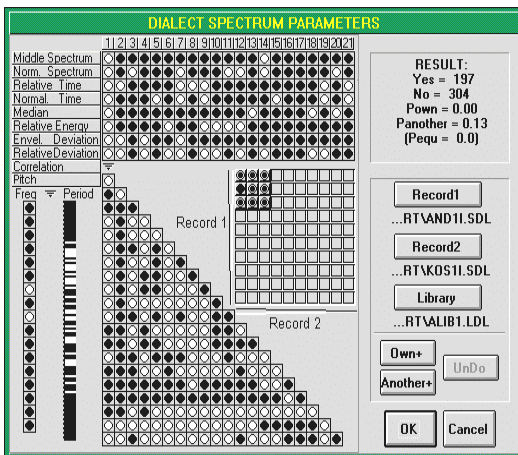 DIALECT SPECTRUM PARAMETERS
1 2 3 4 5 6 7 8 9 10 11 12 13 14 15 16 17 18 19 20 21
Middle Spectrum
Norm. Spectrum
Relative Time
Normal. Time
Median
Relative Energy
Envel. Deviation
RelativeDeviation
Correlation
Pitch
Freq Period
Record 1
Record 2
RESULT:
Yes = 197
No = 304
Pown = 0.00
Panother = 0.13
(Pequ = 0.0)
Record1
...RT\AND1I.SDL
Record2
...RT\KOS1I.SDL
Library
...RT\ALIB1.LDL
Own+
UnDo
Another+
OK Cancel